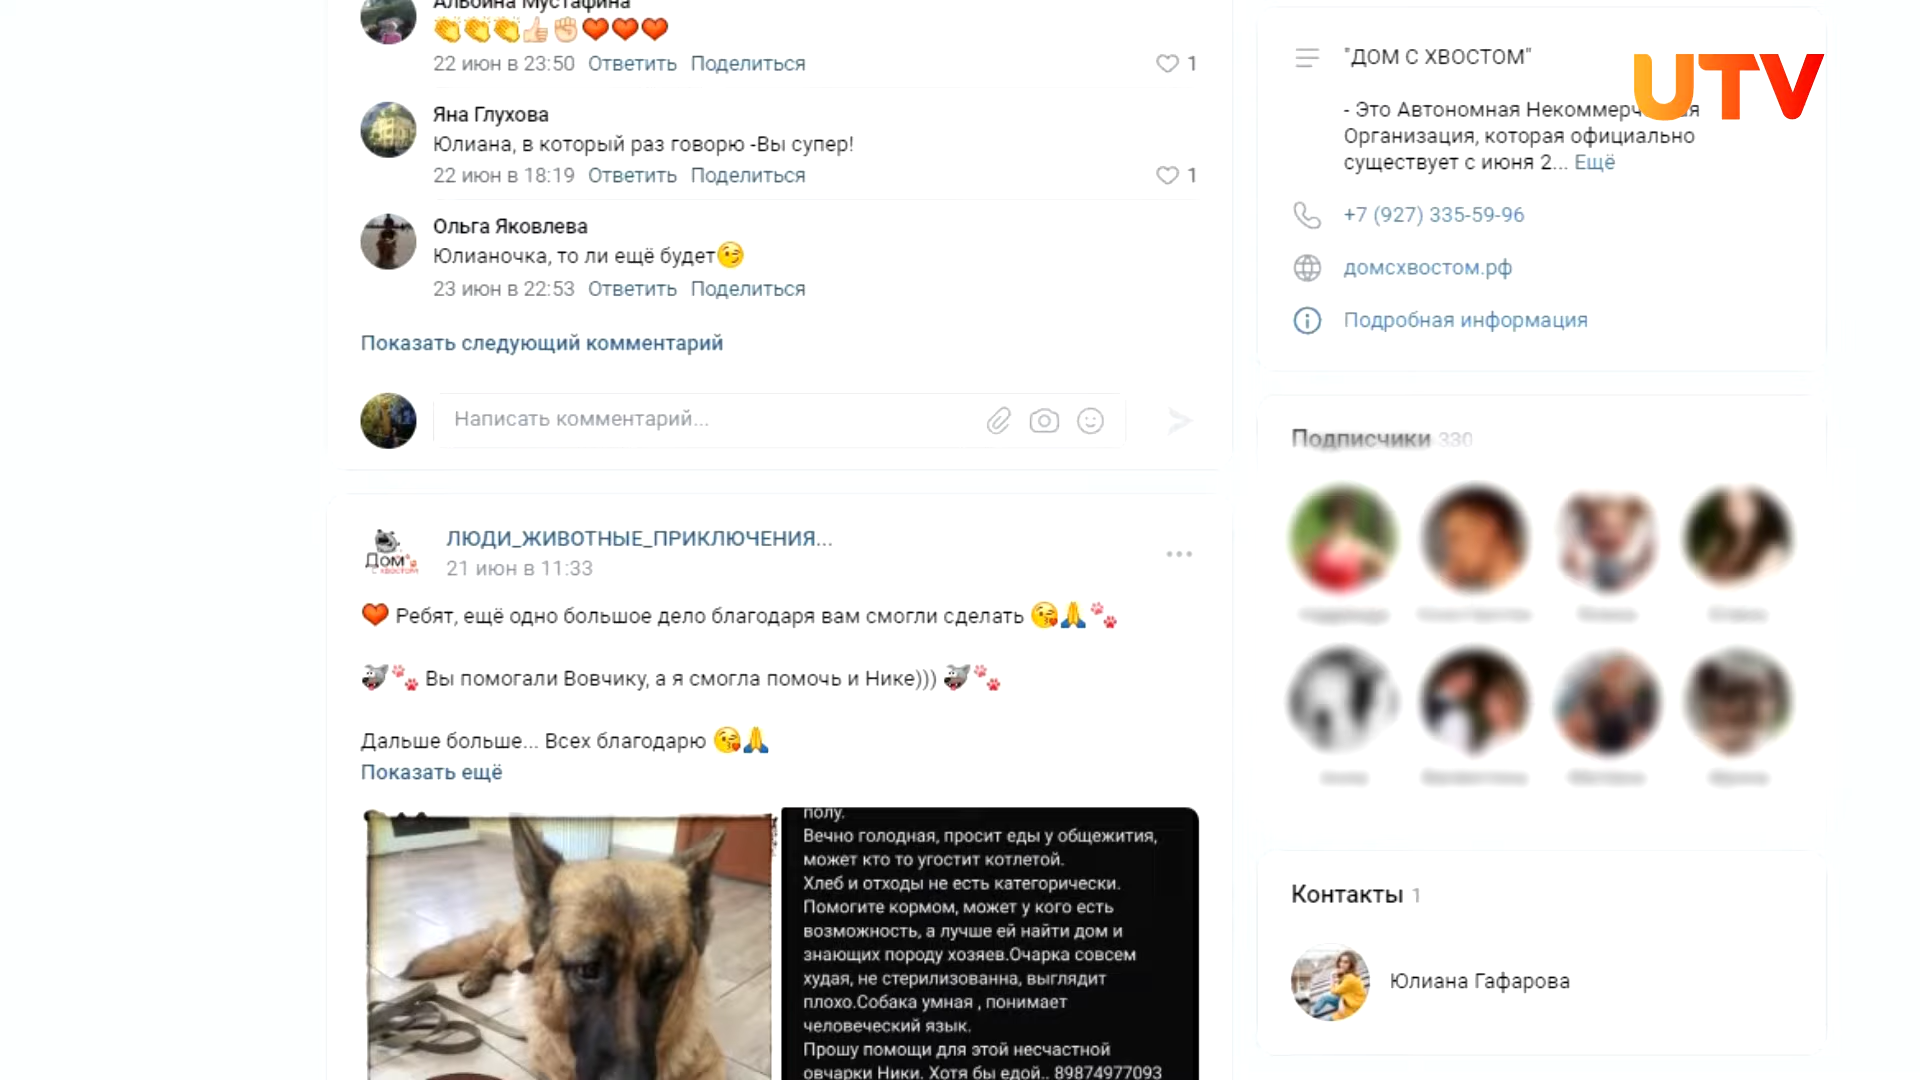 Альбина Мустафина
22 июн в 23:50 Ответить Поделиться 1
Яна Глухова
Юлиана, в который раз говорю -Вы супер!
22 июн в 18:19 Ответить Поделиться 1
Ольга Яковлева
Юлианочка, то ли ещё будет😉
23 июн в 22:53 Ответить Поделиться
Показать следующий комментарий
Написать комментарий...
ЛЮДИ_ЖИВОТНЫЕ_ПРИКЛЮЧЕНИЯ...
21 июн в 11:33
Дом
с хвостом
❤ Ребят, ещё одно большое дело благодаря вам смогли сделать 😘🙏🐾
🐺🐾 Вы помогали Вовчику, а я смогла помочь и Нике))) 🐺🐾
Дальше больше... Всех благодарю 😘🙏
Показать ещё
полу.
Вечно голодная, просит еды у общежития,
может кто то угостит котлетой.
Хлеб и отходы не есть категорически.
Помогите кормом, может у кого есть
возможность, а лучше ей найти дом и
знающих породу хозяев.Очарка совсем
худая, не стерилизованна, выглядит
плохо.Собака умная , понимает
человеческий язык.
Прошу помощи для этой несчастной
овчарки Ники. Хотя бы едой.. 89874977093
"ДОМ С ХВОСТОМ"
UTV
- Это Автономная
Организация, которая официально
существует с июня 2... Ещё
+7 (927) 335-59-96
домсхвостом.рф
Подробная информация
Подписчики 330
Контакты 1
Юлиана Гафарова